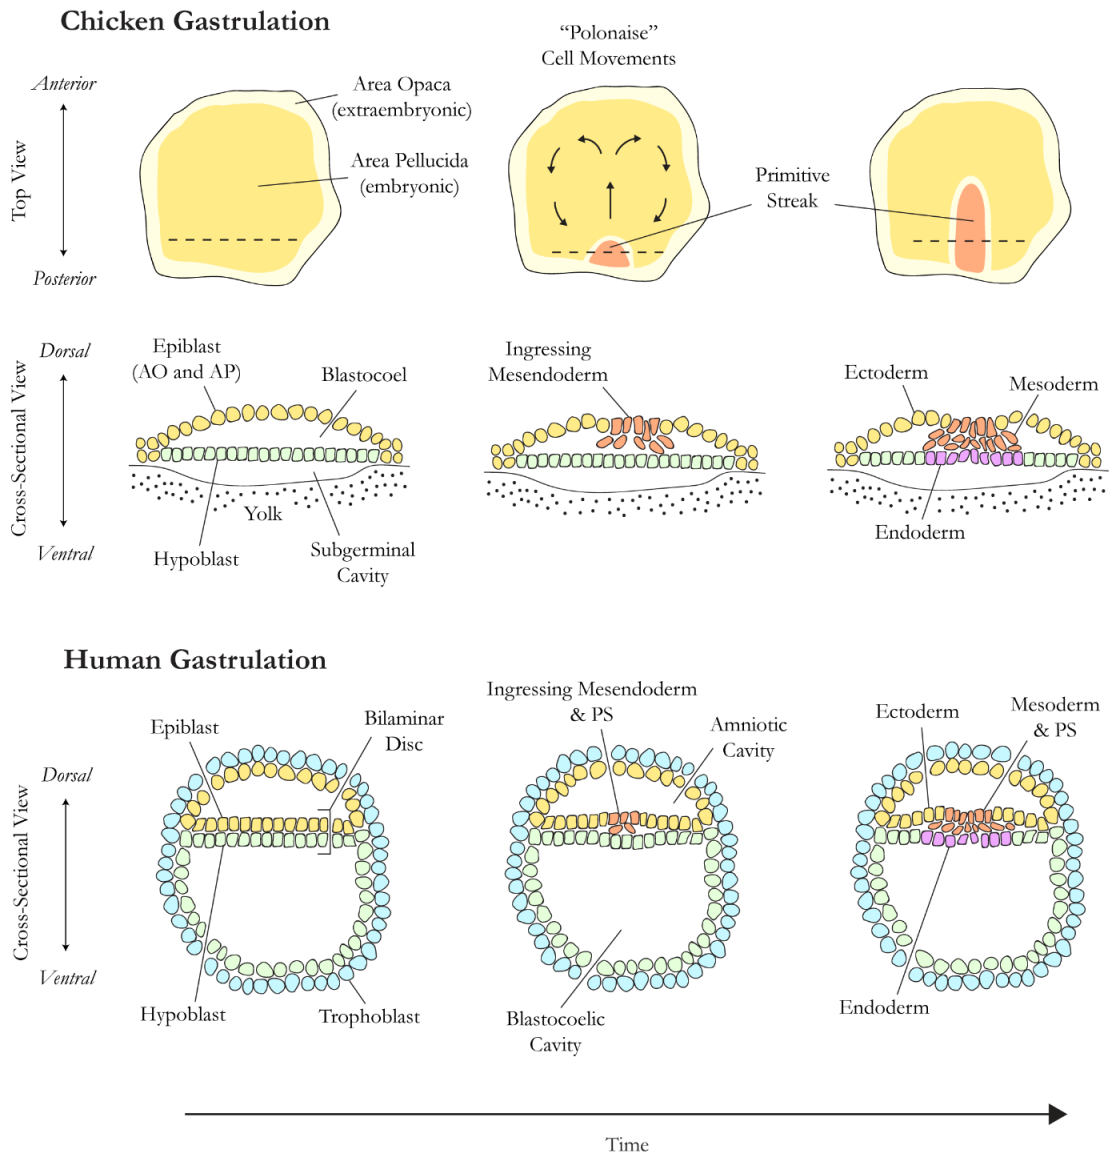 Chicken Gastrulation
“Polonaise”
Cell Movements
Anterior
Top View
Posterior
Area Opaca
(extraembryonic)
Area Pellucida
(embryonic)
Primitive
Streak
Dorsal
Cross-Sectional View
Ventral
Epiblast
(AO and AP)
Blastocoel
Yolk
Hypoblast
Subgerminal
Cavity
Ingressing
Mesendoderm
Ectoderm
Mesoderm
Endoderm
Human Gastrulation
Dorsal
Cross-Sectional View
Ventral
Epiblast
Bilaminar
Disc
Hypoblast
Trophoblast
Ingressing Mesendoderm
& PS
Amniotic
Cavity
Blastocoelic
Cavity
Ectoderm
Mesoderm
& PS
Endoderm
Time